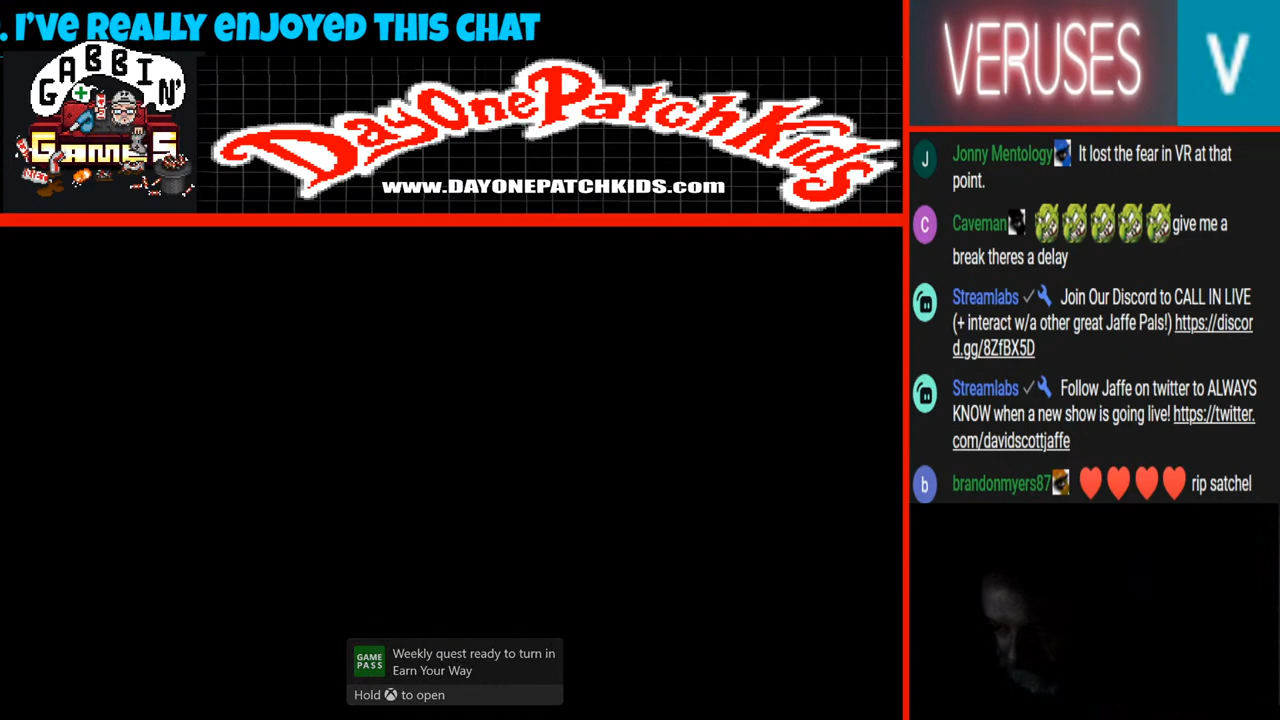 . I'VE REALLY ENJOYED THIS CHAT
GABBIN'
GAMES
DIET
DayOnePatchKids
www.DAYONEPATCHKIDS.com
VERUSES
V
J Jonny Mentology It lost the fear in VR at that
point.
C Caveman give me a
break theres a delay
Streamlabs Join Our Discord to CALL IN LIVE
(+ interact w/a other great Jaffe Pals!) https://discor
d.gg/8ZfBX5D
Streamlabs Follow Jaffe on twitter to ALWAYS
KNOW when a new show is going live! https://twitter.
com/davidscottjaffe
b brandonmyers87 rip satchel
GAME
PASS
Weekly quest ready to turn in
Earn Your Way
Hold to open